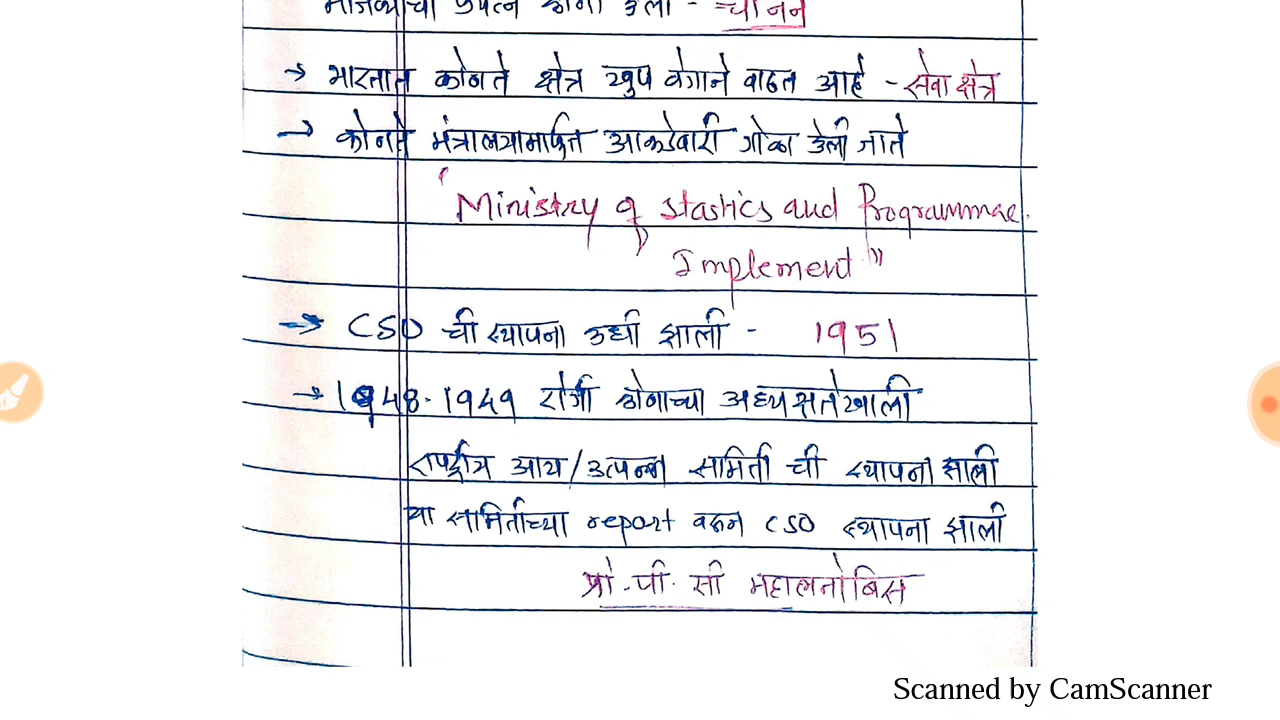 → भारतात कोणते क्षेत्र खुप वेगाने वाढत आहे - सेवा क्षेत्र
→ कोणते मंत्रालयामार्फत आकडेवारी गोळा केली जाते
"Ministry of Stastics and Programmae
Implement"
→ CSO ची स्थापना कधी झाली - 1951
→ 1948-1949 रोजी कोणाच्या अध्यक्षतेखाली
राष्ट्रीय आय/उत्पन्न समिती ची स्थापना झाली
या समितीच्या report वरून CSO स्थापना झाली
प्रो. पी. सी महालनोबिस
Scanned by CamScanner